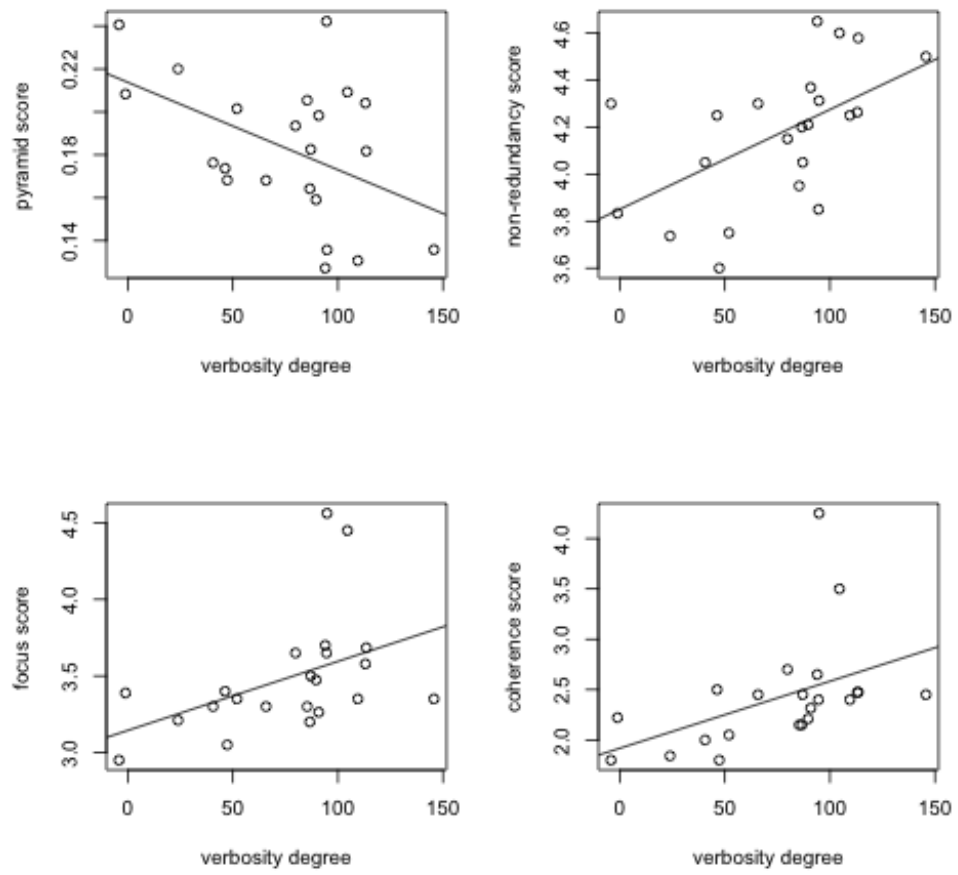 pyramid score
0.14 0.18 0.22
0 50 100 150
verbosity degree
non-redundancy score
3.6 3.8 4.0 4.2 4.4 4.6
0 50 100 150
verbosity degree
focus score
3.0 3.5 4.0 4.5
0 50 100 150
verbosity degree
coherence score
2.0 2.5 3.0 3.5 4.0
0 50 100 150
verbosity degree